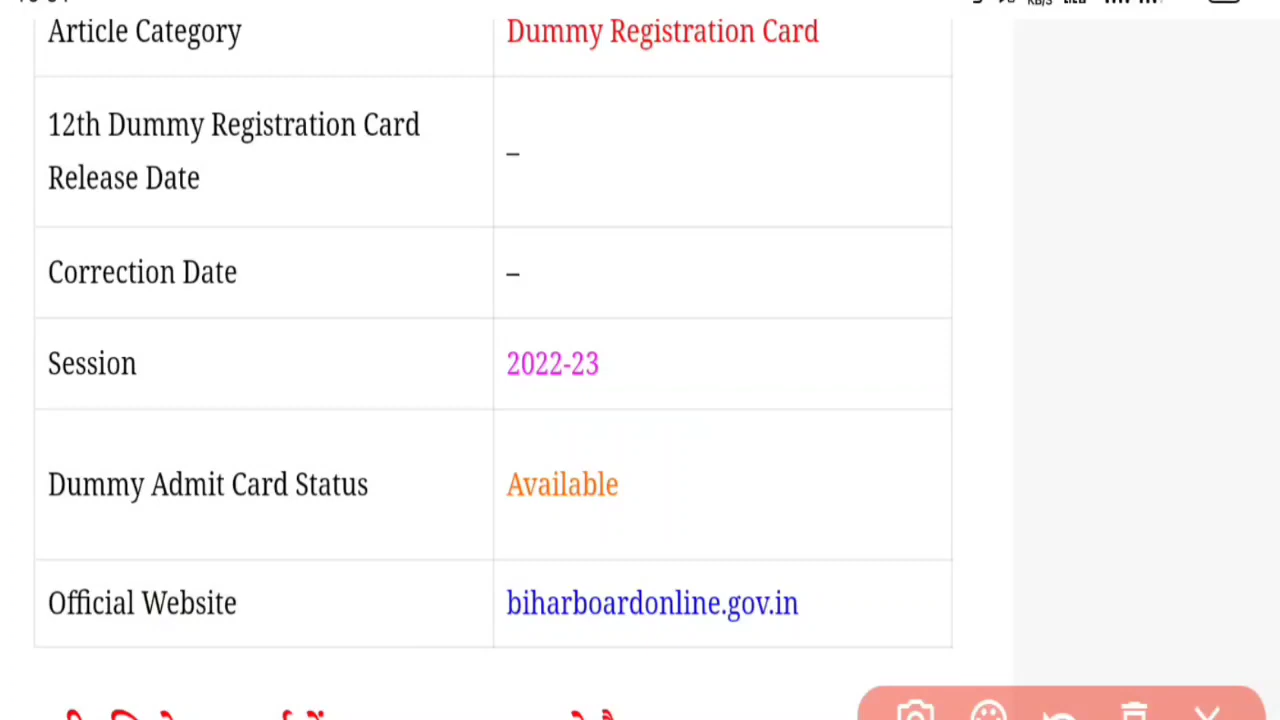 Article Category Dummy Registration Card
12th Dummy Registration Card
Release Date –
Correction Date –
Session 2022-23
Dummy Admit Card Status Available
Official Website biharboardonline.gov.in